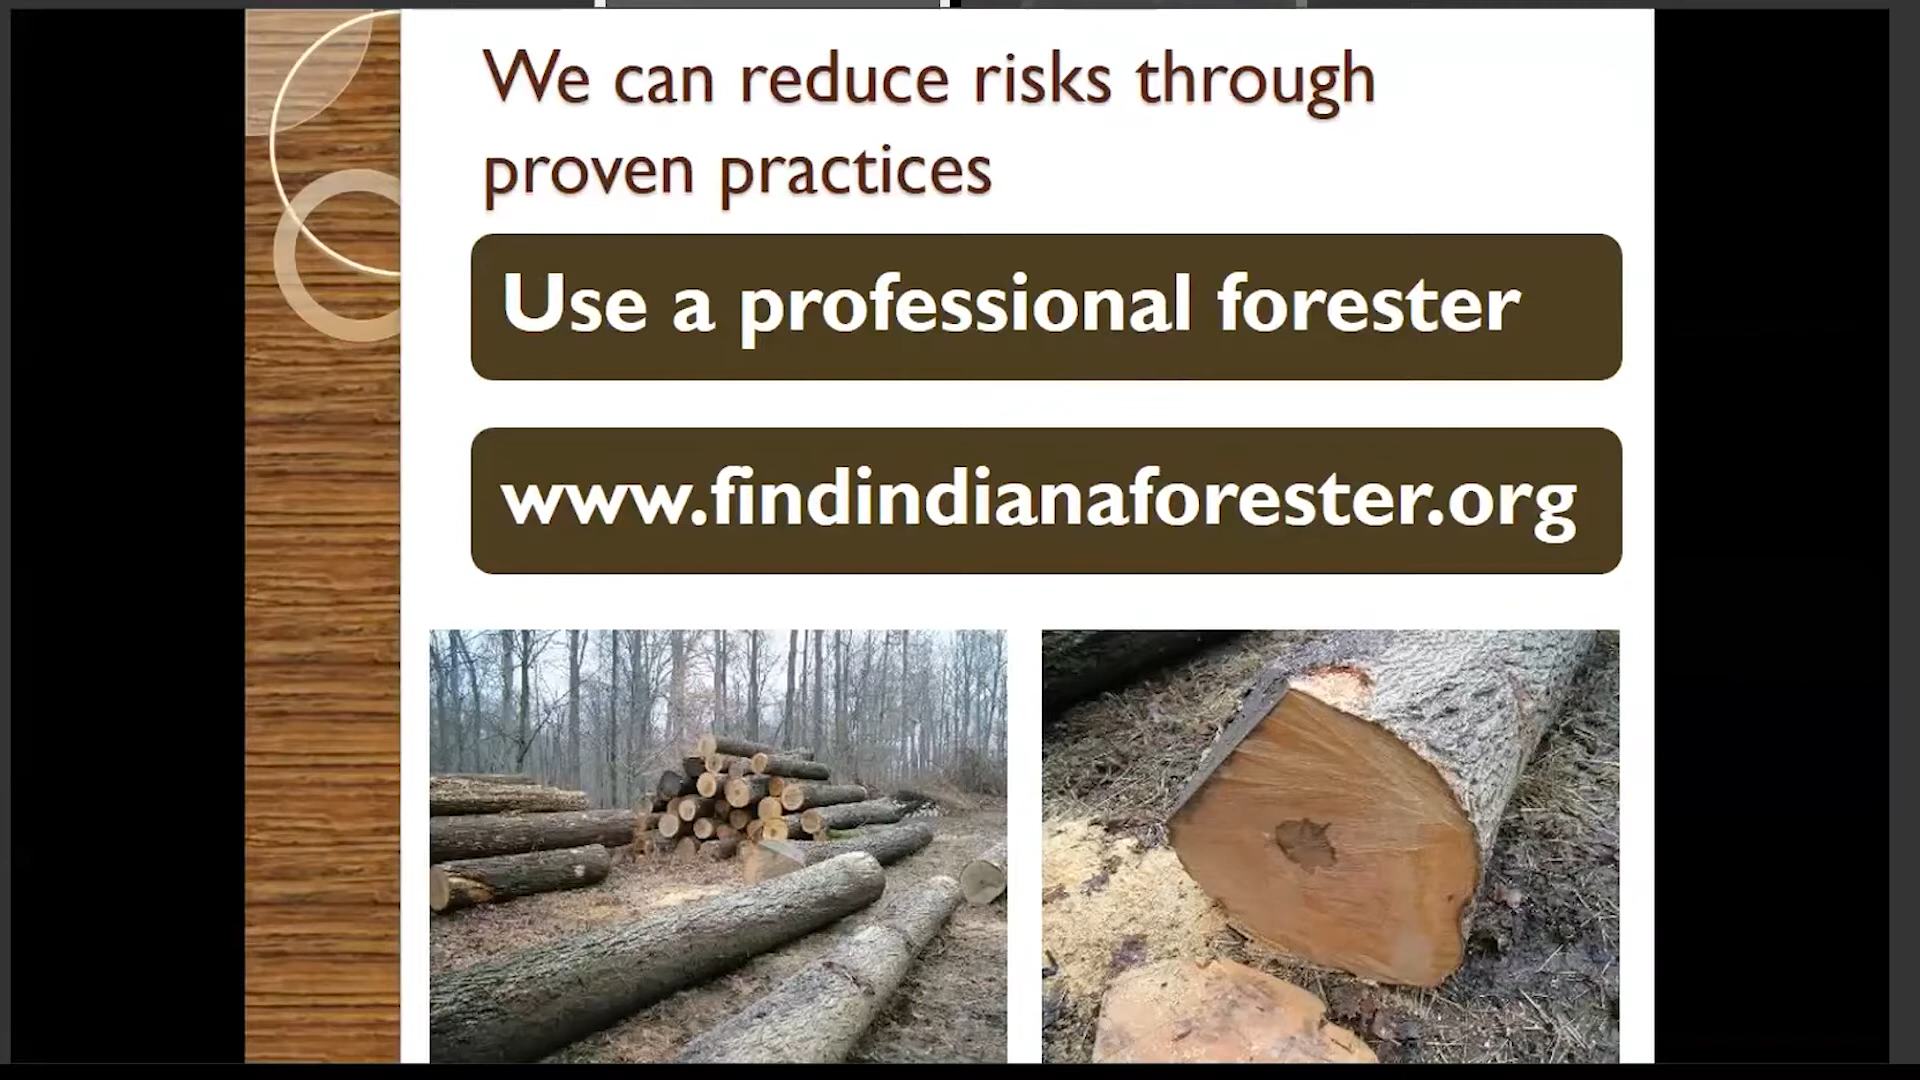 We can reduce risks through
proven practices
Use a professional forester
www.findindianaforester.org